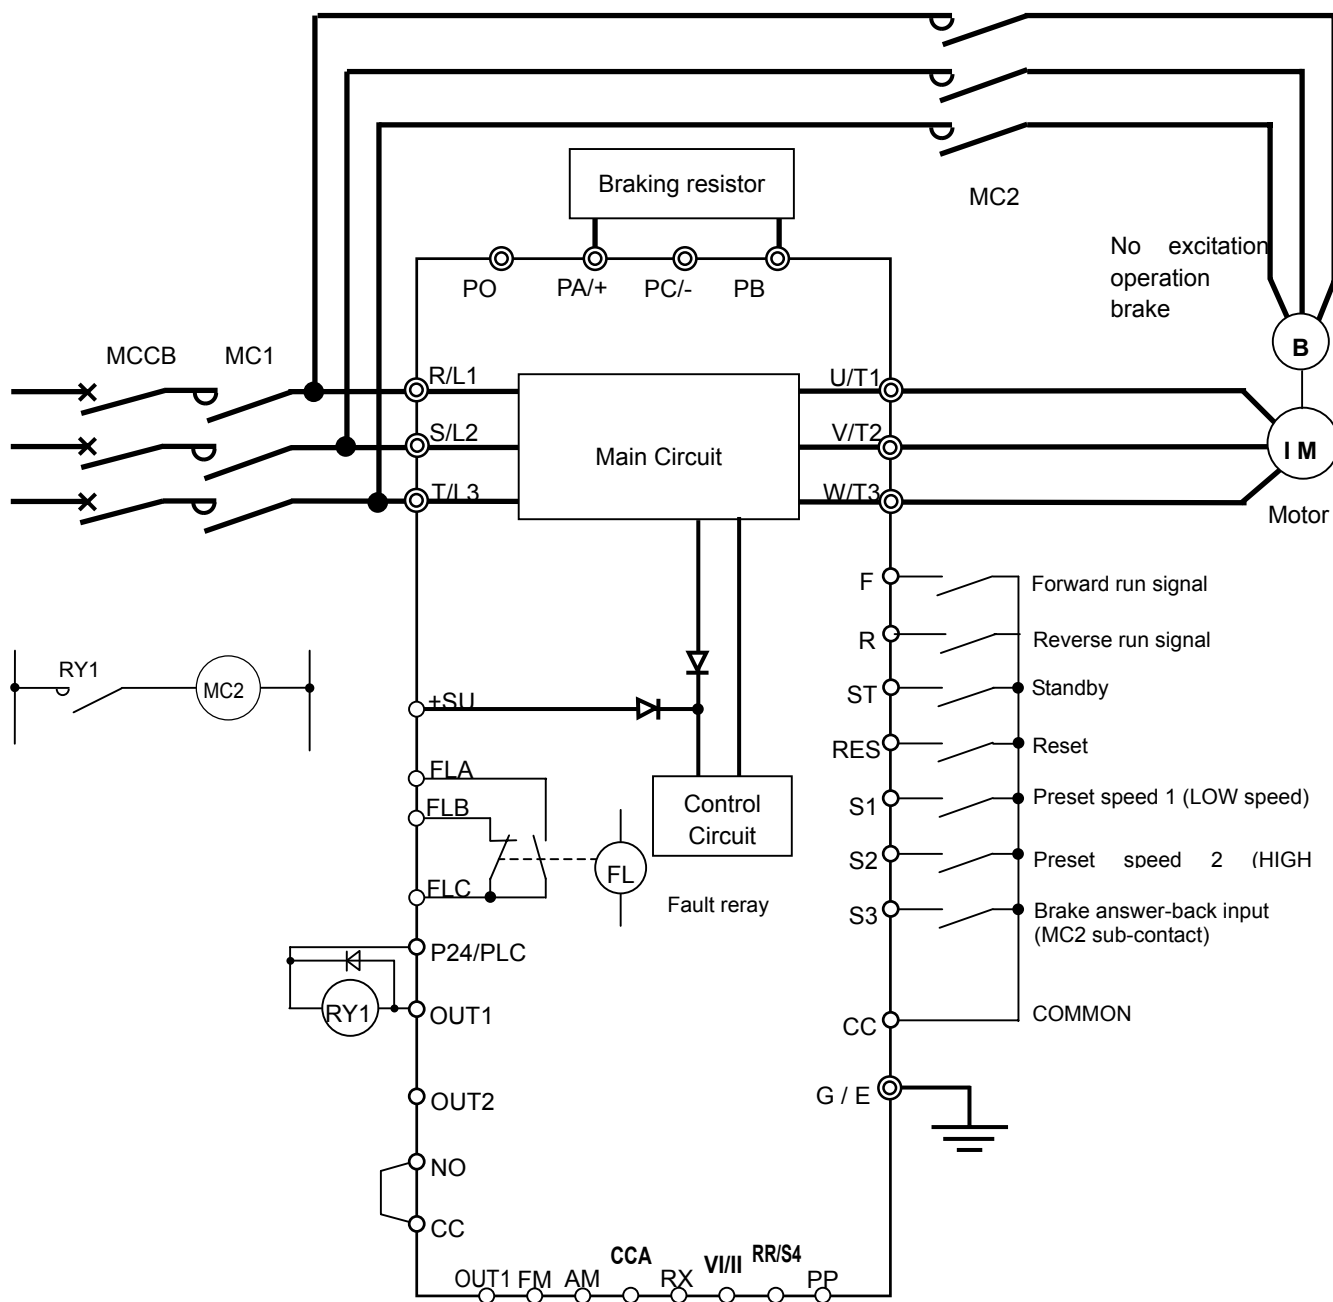 Braking resistor
MC2
No excitation
operation
brake
PO
PA/+
PC/-
PB
B
MCCB
MC1
R/L1
U/T1
S/L2
V/T2
Main Circuit
I M
T/L3
W/T3
Motor
F
Forward run signal
R
Reverse run signal
RY1
MC2
ST
Standby
+SU
RES
Reset
FLA
FLB
Control
Circuit
S1
Preset speed 1 (LOW speed)
S2
Preset speed 2 (HIGH
FL
FLC
Fault reray
S3
Brake answer-back input
(MC2 sub-contact)
P24/PLC
RY1
OUT1
CC
COMMON
OUT2
G / E
NO
CC
OUT1
FM
AM
CCA
RX
VI/II
RR/S4
PP